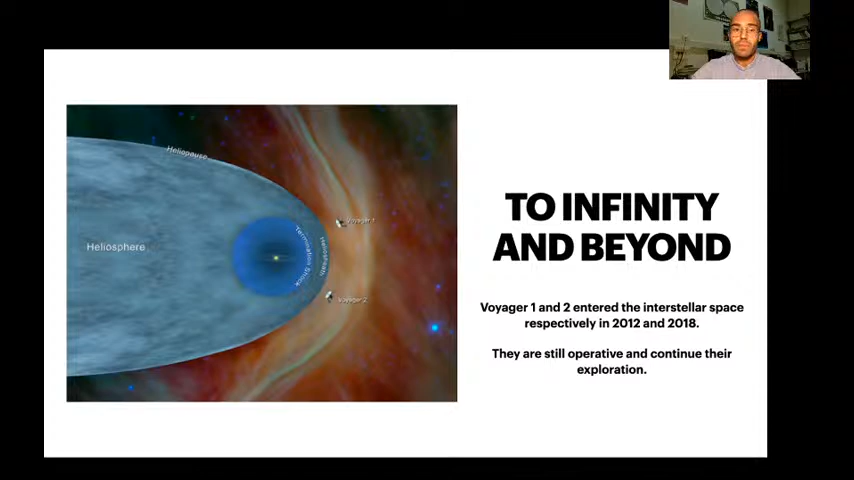 Heliopause
Voyager 1
TO INFINITY
AND BEYOND
Heliosphere
Termination Shock
Heliosheath
Voyager 2
Voyager 1 and 2 entered the interstellar space
respectively in 2012 and 2018.
They are still operative and continue their
exploration.